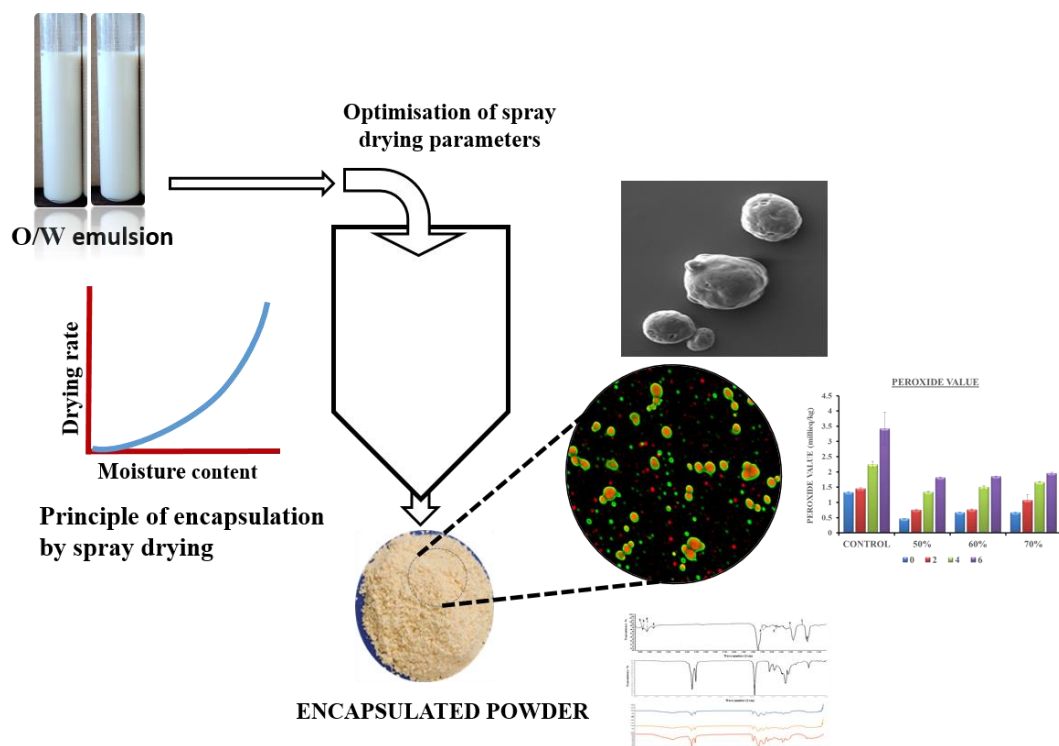 Optimisation of spray
drying parameters
O/W emulsion
Drying rate
Moisture content
Principle of encapsulation
by spray drying
ENCAPSULATED POWDER
PEROXIDE VALUE
PEROXIDE VALUE (millieq/kg)
4.5
4
3.5
3
2.5
2
1.5
1
0.5
0
CONTROL 50% 60% 70%
0 2 4 6